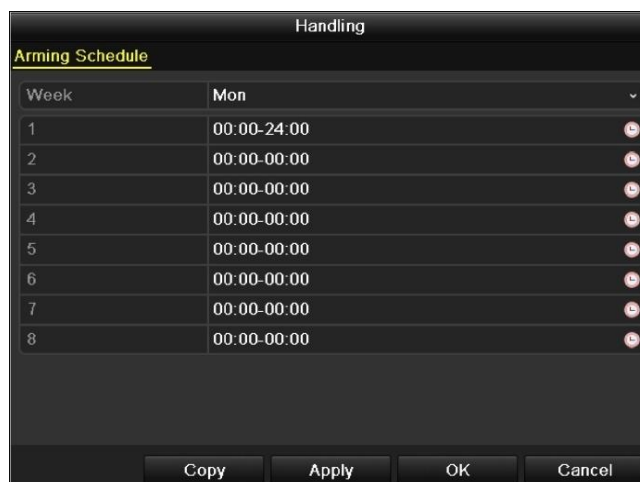 Handling
Arming Schedule
Week Mon
1 00:00-24:00
2 00:00-00:00
3 00:00-00:00
4 00:00-00:00
5 00:00-00:00
6 00:00-00:00
7 00:00-00:00
8 00:00-00:00
Copy Apply OK Cancel